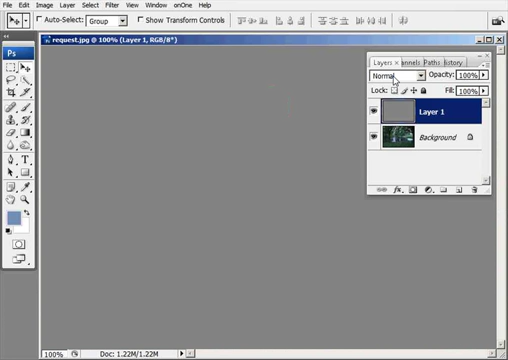 File Edit Image Layer Select Filter View Window onOne Help
Auto-Select: Group Show Transform Controls
Ps
request.jpg @ 100% (Layer 1, RGB/8*)
Layers annels Paths istory
Normal Opacity: 100%
Lock: Fill: 100%
Layer 1
Background
100% Doc: 1.22M/1.22M